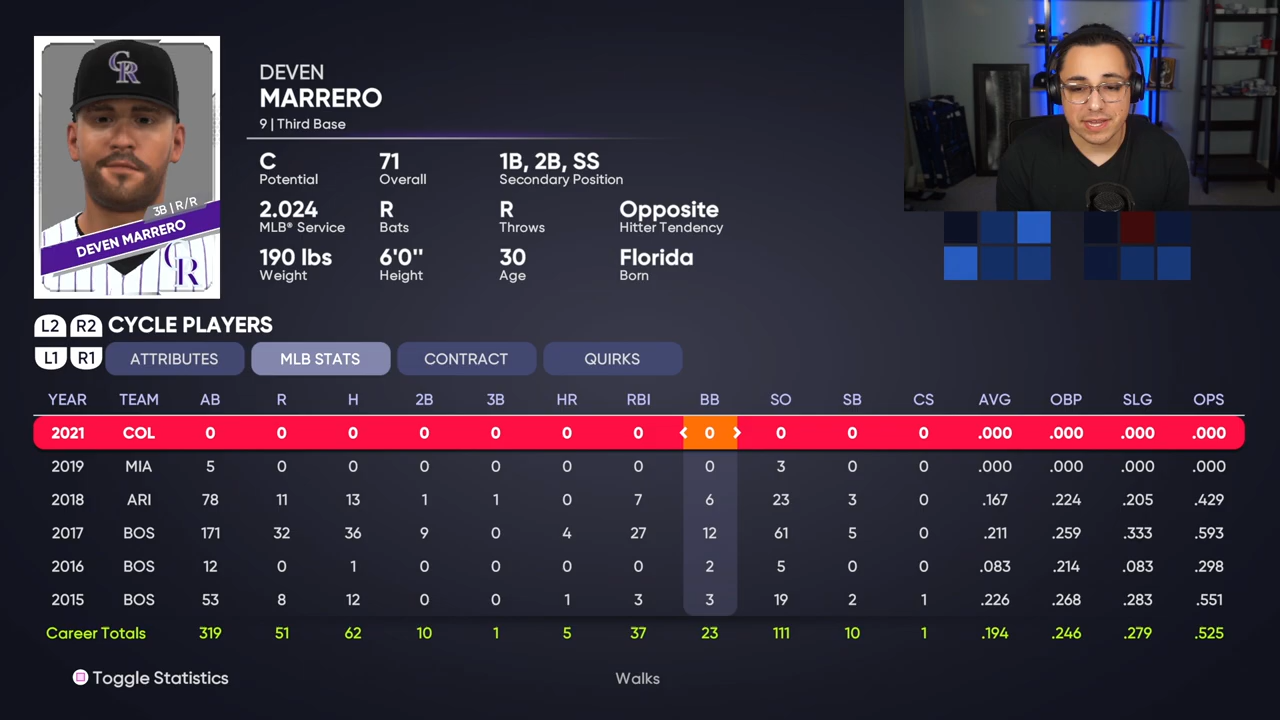 CR
3B | R/R
DEVEN MARRERO
CR
DEVEN
MARRERO
9 | Third Base
C 71 1B, 2B, SS
Potential Overall Secondary Position
2.024 R R Opposite
MLB® Service Bats Throws Hitter Tendency
190 lbs 6'0" 30 Florida
Weight Height Age Born
L2 R2 CYCLE PLAYERS
L1 R1 ATTRIBUTES MLB STATS CONTRACT QUIRKS
YEAR TEAM AB R H 2B 3B HR RBI BB SO SB CS AVG OBP SLG OPS
2021 COL 0 0 0 0 0 0 0 0 0 0 0 .000 .000 .000 .000
2019 MIA 5 0 0 0 0 0 0 0 3 0 0 .000 .000 .000 .000
2018 ARI 78 11 13 1 1 0 7 6 23 3 0 .167 .224 .205 .429
2017 BOS 171 32 36 9 0 4 27 12 61 5 0 .211 .259 .333 .593
2016 BOS 12 0 1 0 0 0 0 2 5 0 0 .083 .214 .083 .298
2015 BOS 53 8 12 0 0 1 3 3 19 2 1 .226 .268 .283 .551
Career Totals 319 51 62 10 1 5 37 23 111 10 1 .194 .246 .279 .525
Toggle Statistics Walks